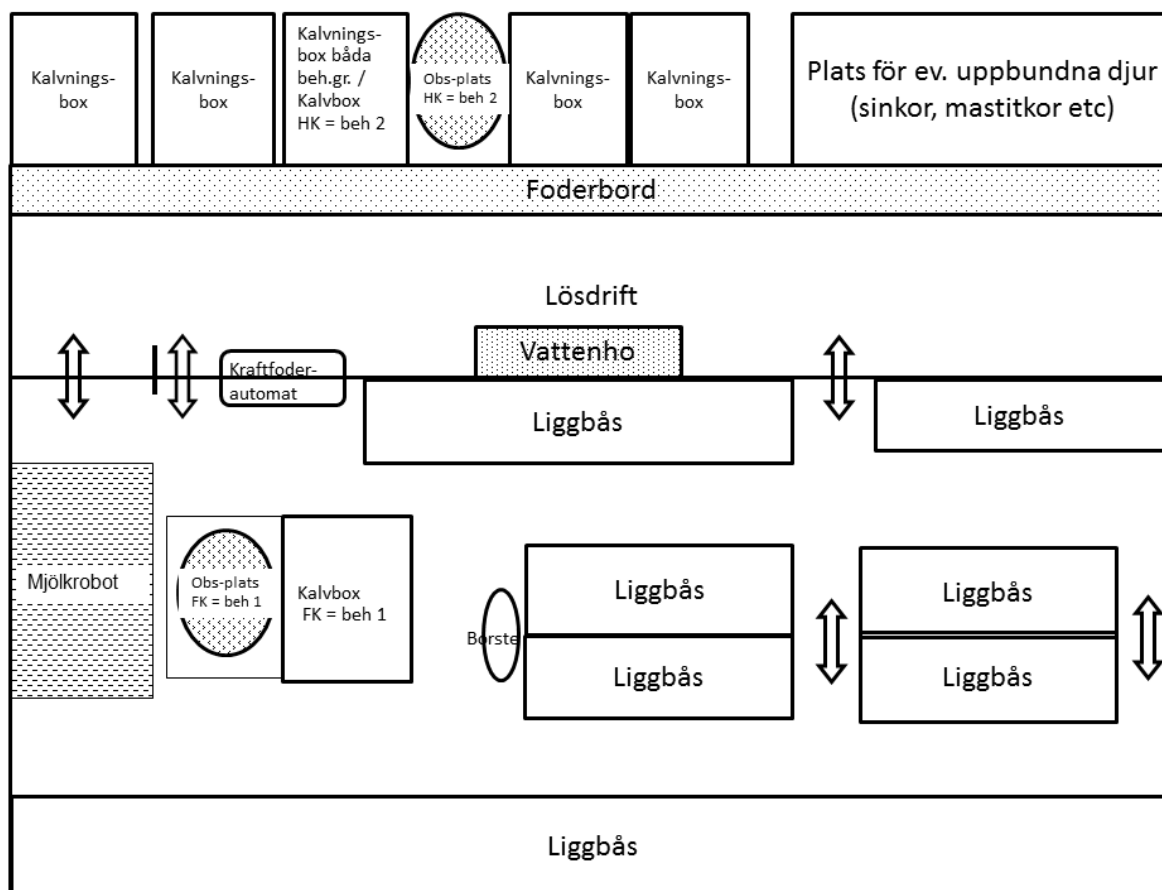 Kalvnings-
box
Kalvnings-
box
Kalvnings-
box båda
beh.gr. /
Kalvbox
HK = beh 2
Obs-plats
HK = beh 2
Kalvnings-
box
Kalvnings-
box
Plats för ev. uppbundna djur
(sinkor, mastitkor etc)
Foderbord
Lösdrift
Vattenho
Kraftfoder-
automat
Liggbås
Liggbås
Mjölkrobot
Obs-plats
FK = beh 1
Kalvbox
FK = beh 1
Borste
Liggbås
Liggbås
Liggbås
Liggbås
Liggbås